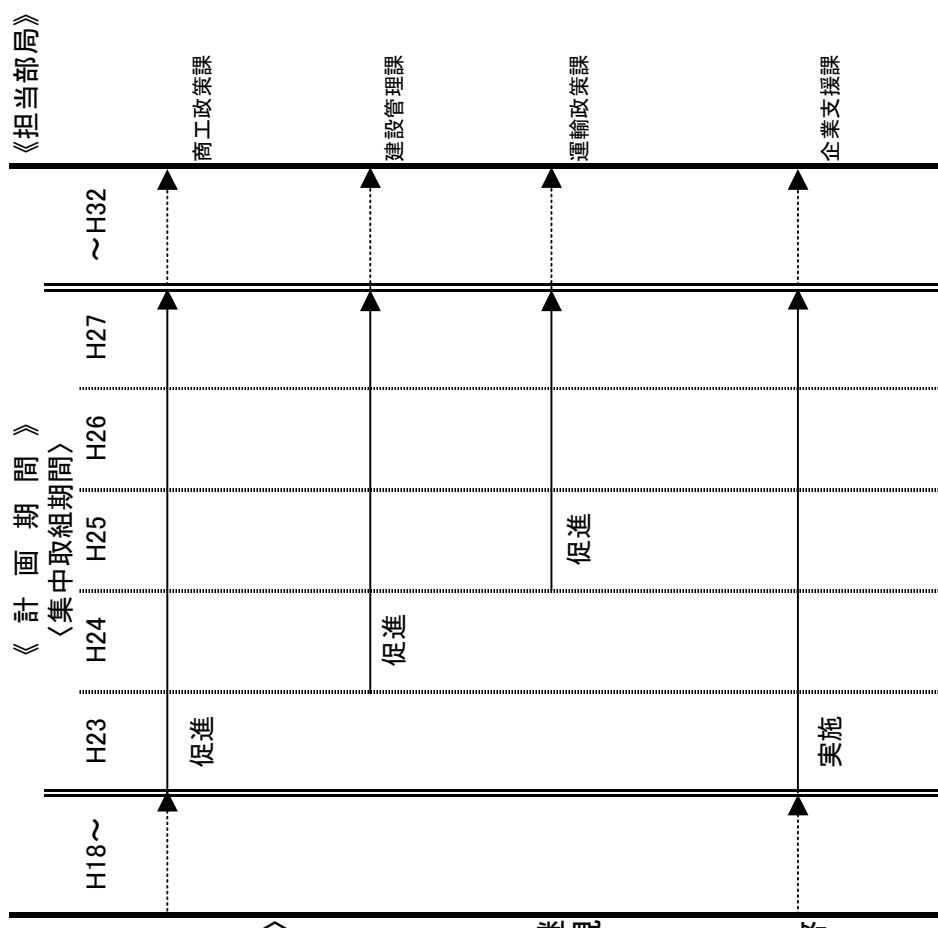 《 計 画 期 間 》
〈集中取組期間〉
《担当部局》
H18～
H23
H24
H25
H26
H27
～H32
促進
商工政策課
促進
建設管理課
促進
運輸政策課
実施
企業支援課